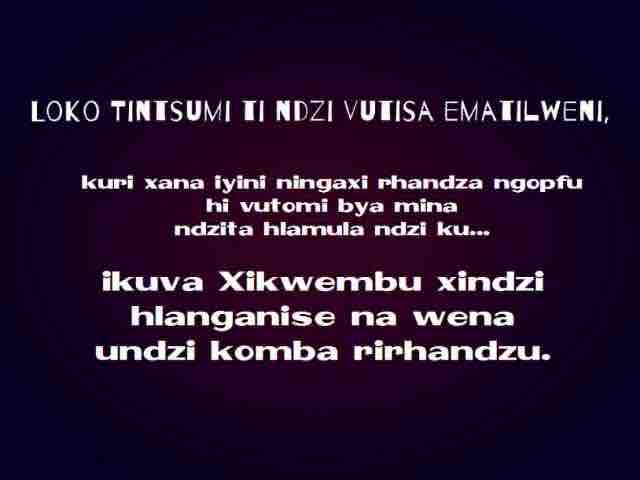 LOKO TINTSUMI TI NDZI VUTISA EMATILWENI,
kuri xana iyini ningaxi rhandza ngopfu
hi vutomi bya mina
ndzita hlamula ndzi ku...
ikuva Xikwembu xindzi
hlanganise na wena
undzi komba rirhandzu.